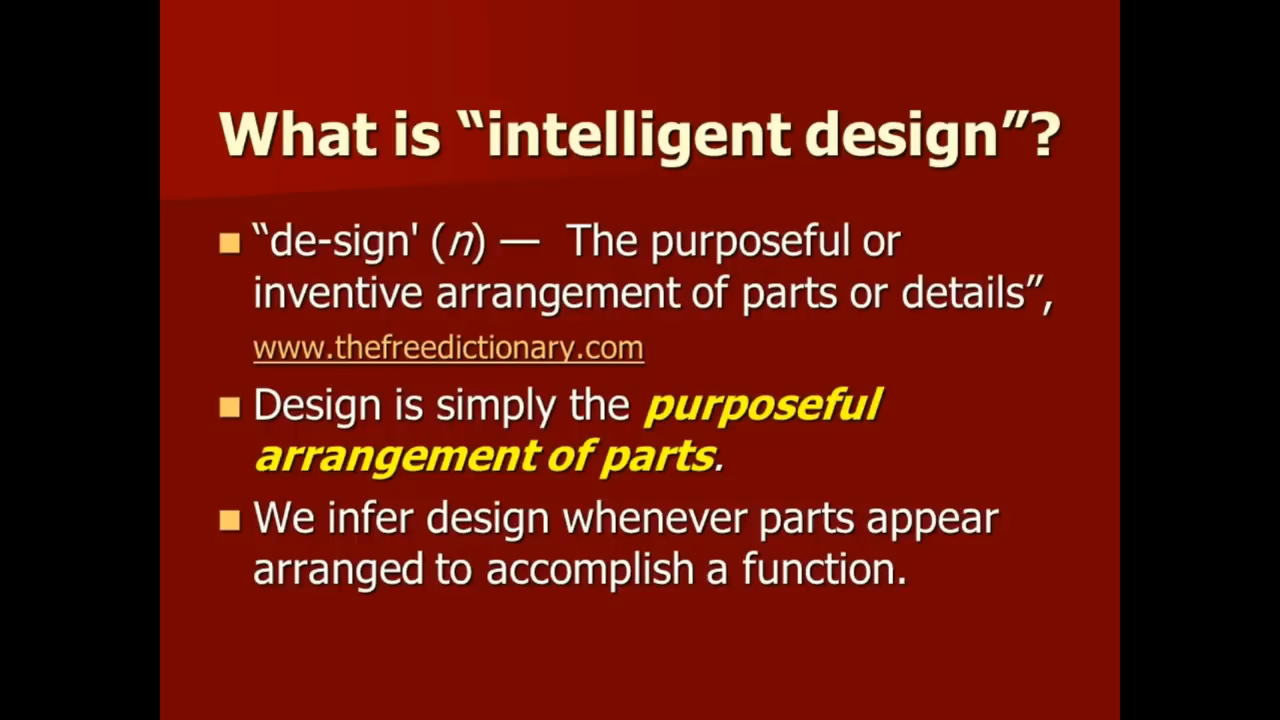 What is “intelligent design”?
“de-sign' (n) — The purposeful or
inventive arrangement of parts or details”,
www.thefreedictionary.com
Design is simply the purposeful
arrangement of parts.
We infer design whenever parts appear
arranged to accomplish a function.